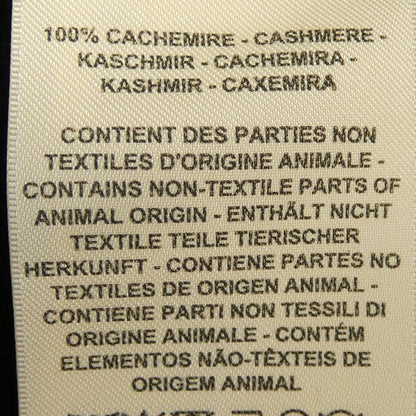 100% CACHEMIRE - CASHMERE -
KASCHMIR - CACHEMIRA -
KASHMIR - CAXEMIRA
CONTIENT DES PARTIES NON
TEXTILES D'ORIGINE ANIMALE -
CONTAINS NON-TEXTILE PARTS OF
ANIMAL ORIGIN - ENTHÄLT NICHT
TEXTILE TEILE TIERISCHER
HERKUNFT - CONTIENE PARTES NO
TEXTILES DE ORIGEN ANIMAL -
CONTIENE PARTI NON TESSILI DI
ORIGINE ANIMALE - CONTÉM
ELEMENTOS NÃO-TÊXTEIS DE
ORIGEM ANIMAL